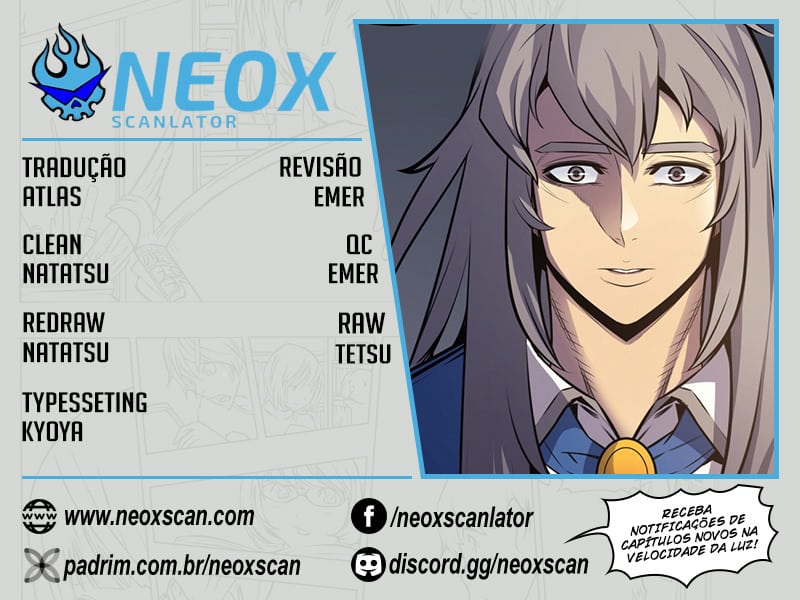 NEOX
SCANLATOR
TRADUÇÃO
ATLAS
REVISÃO
EMER
CLEAN
NATATSU
QC
EMER
REDRAW
NATATSU
RAW
TETSU
TYPESSETING
KYOYA
www.neoxscan.com
/neoxscanlator
padrim.com.br/neoxscan
discord.gg/neoxscan
RECEBA
NOTIFICAÇÕES DE
CAPÍTULOS NOVOS NA
VELOCIDADE DA LUZ!